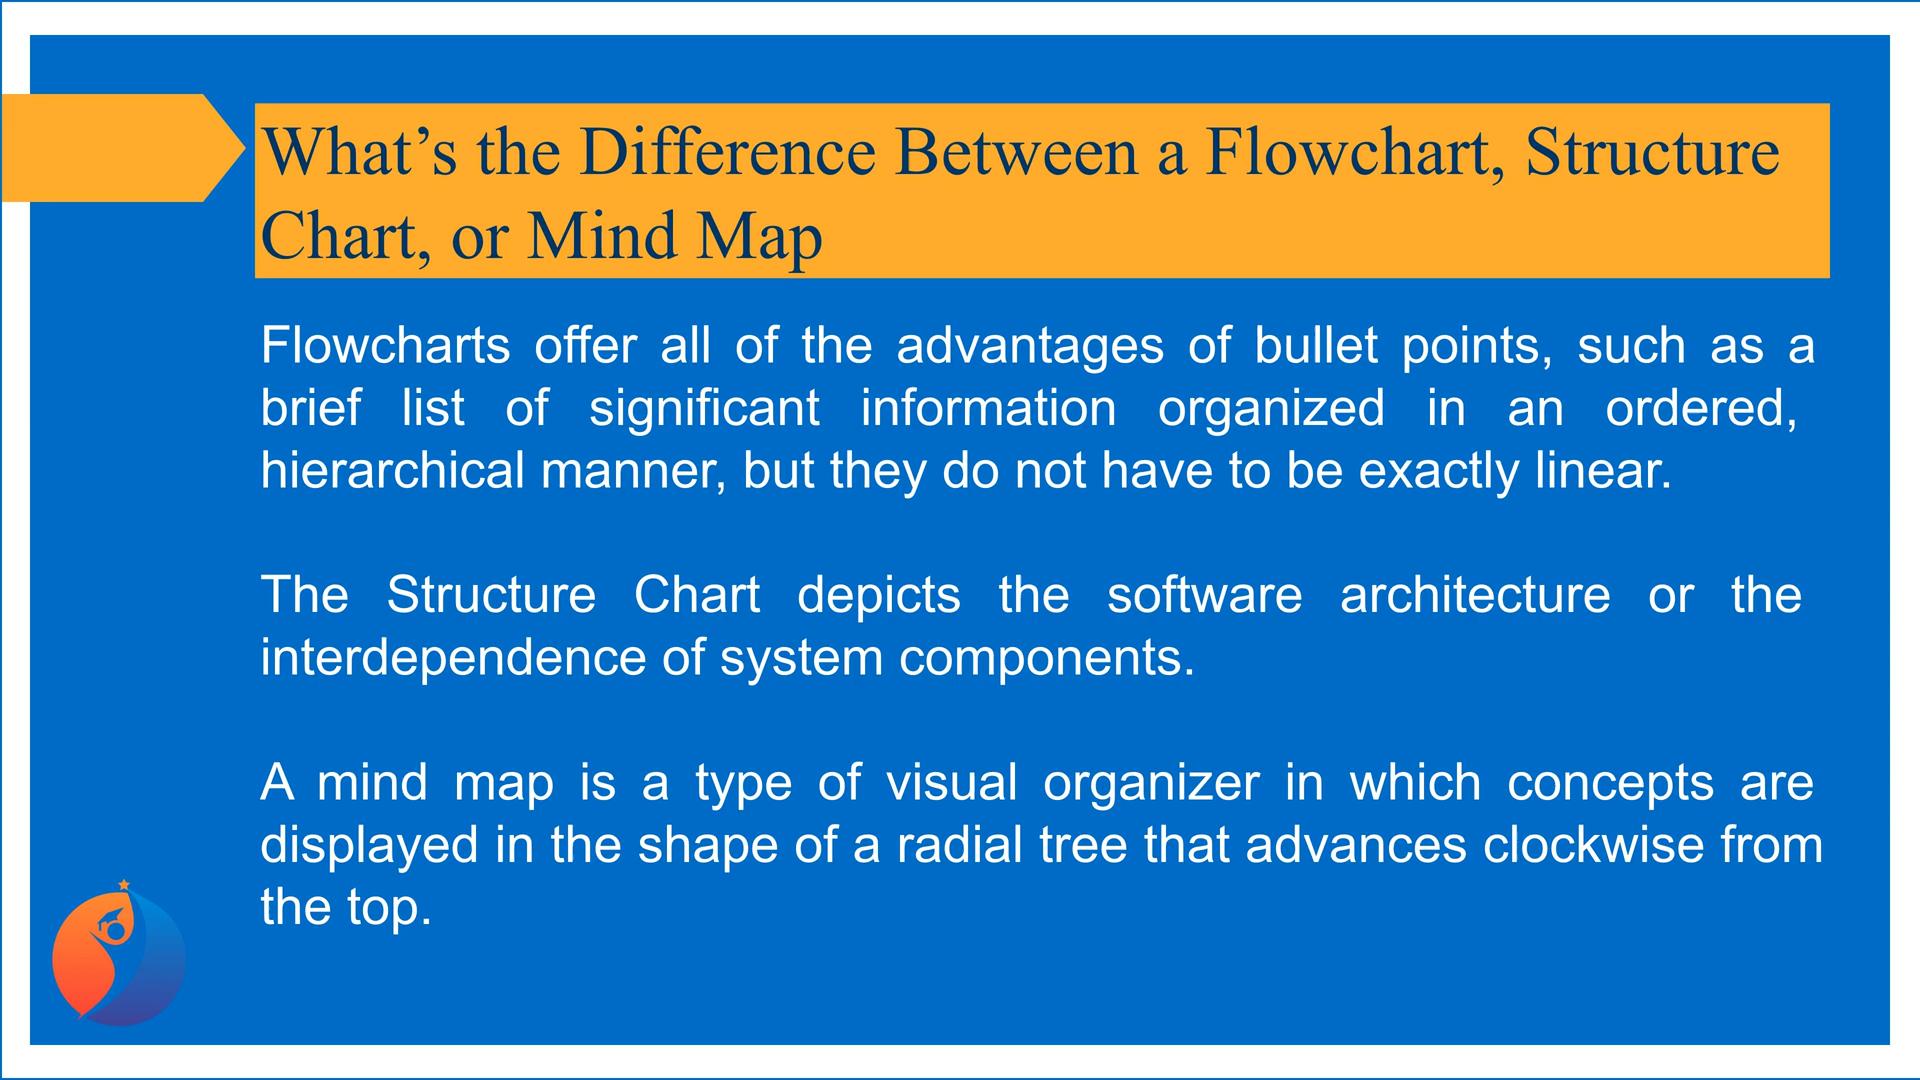 What’s the Difference Between a Flowchart, Structure
Chart, or Mind Map
Flowcharts offer all of the advantages of bullet points, such as a
brief list of significant information organized in an ordered,
hierarchical manner, but they do not have to be exactly linear.
The Structure Chart depicts the software architecture or the
interdependence of system components.
A mind map is a type of visual organizer in which concepts are
displayed in the shape of a radial tree that advances clockwise from
the top.